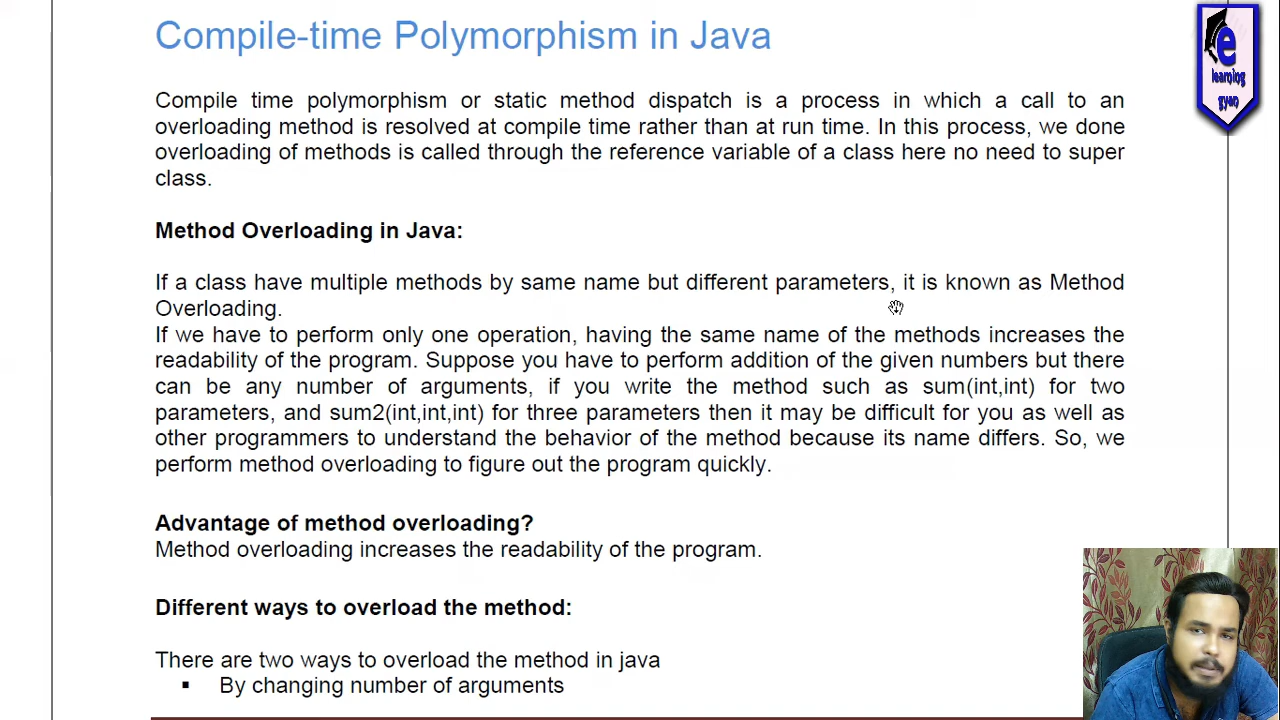 Compile-time Polymorphism in Java
Compile time polymorphism or static method dispatch is a process in which a call to an
overloading method is resolved at compile time rather than at run time. In this process, we done
overloading of methods is called through the reference variable of a class here no need to super
class.
Method Overloading in Java:
If a class have multiple methods by same name but different parameters, it is known as Method
Overloading.
If we have to perform only one operation, having the same name of the methods increases the
readability of the program. Suppose you have to perform addition of the given numbers but there
can be any number of arguments, if you write the method such as sum(int,int) for two
parameters, and sum2(int,int,int) for three parameters then it may be difficult for you as well as
other programmers to understand the behavior of the method because its name differs. So, we
perform method overloading to figure out the program quickly.
Advantage of method overloading?
Method overloading increases the readability of the program.
Different ways to overload the method:
There are two ways to overload the method in java
▪ By changing number of arguments
e
learning
gyan